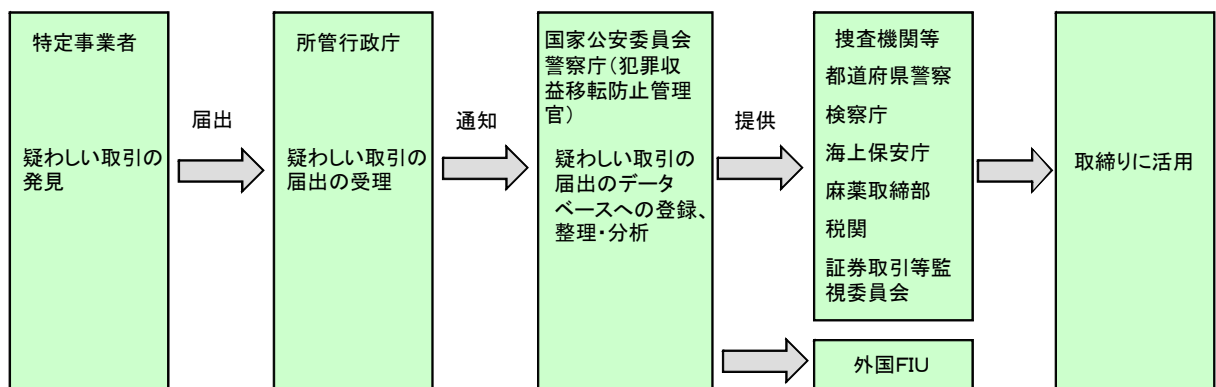 特定事業者
疑わしい取引の
発見
届出
所管行政庁
疑わしい取引の
届出の受理
通知
国家公安委員会
警察庁（犯罪収
益移転防止管理
官）
疑わしい取引の
届出のデータ
ベースへの登録、
整理・分析
提供
捜査機関等
都道府県警察
検察庁
海上保安庁
麻薬取締部
税関
証券取引等監
視委員会
外国FIU
取締りに活用